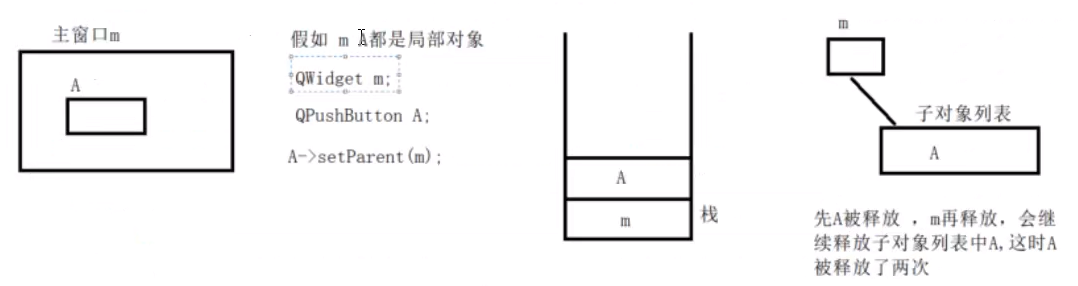 主窗口m
A
假如 m A都是局部对象
QWidget m;
QPushButton A;
A->setParent(m);
A
m
栈
m
子对象列表
A
先A被释放 ，m再释放，会继
续释放子对象列表中A,这时A
被释放了两次